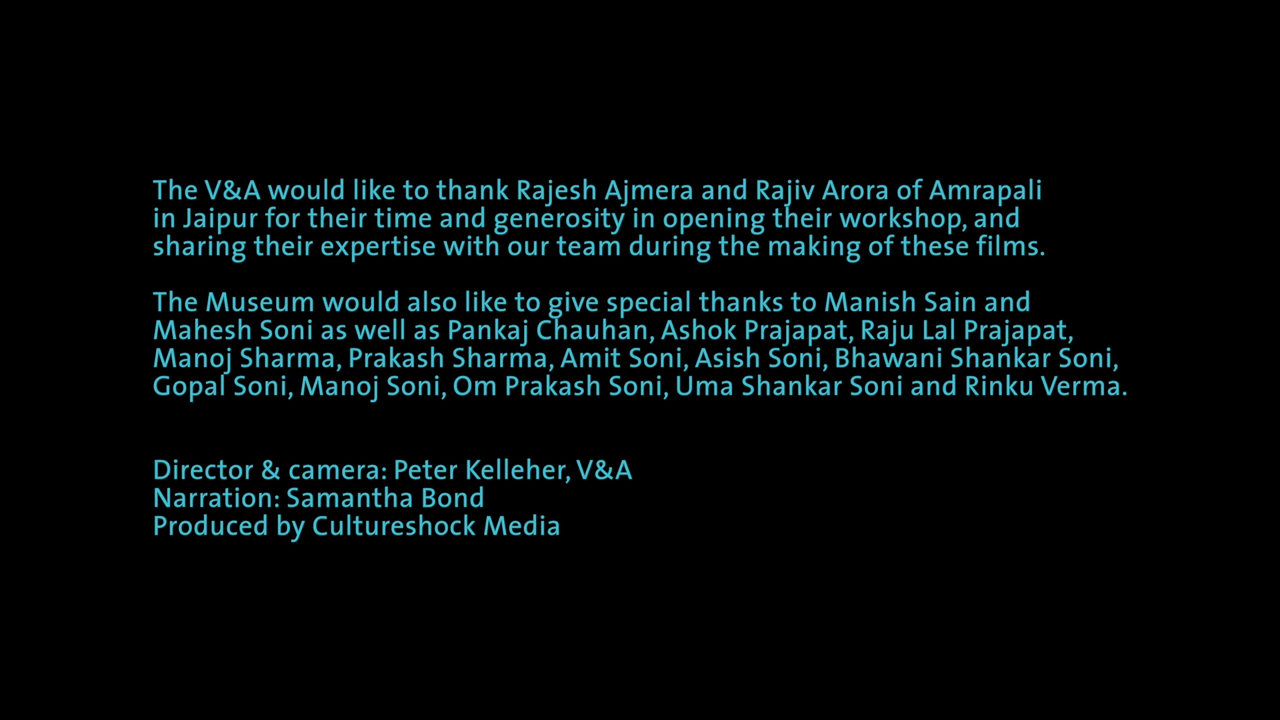 The V&A would like to thank Rajesh Ajmera and Rajiv Arora of Amrapali
in Jaipur for their time and generosity in opening their workshop, and
sharing their expertise with our team during the making of these films.
The Museum would also like to give special thanks to Manish Sain and
Mahesh Soni as well as Pankaj Chauhan, Ashok Prajapat, Raju Lal Prajapat,
Manoj Sharma, Prakash Sharma, Amit Soni, Asish Soni, Bhawani Shankar Soni,
Gopal Soni, Manoj Soni, Om Prakash Soni, Uma Shankar Soni and Rinku Verma.
Director & camera: Peter Kelleher, V&A
Narration: Samantha Bond
Produced by Cultureshock Media